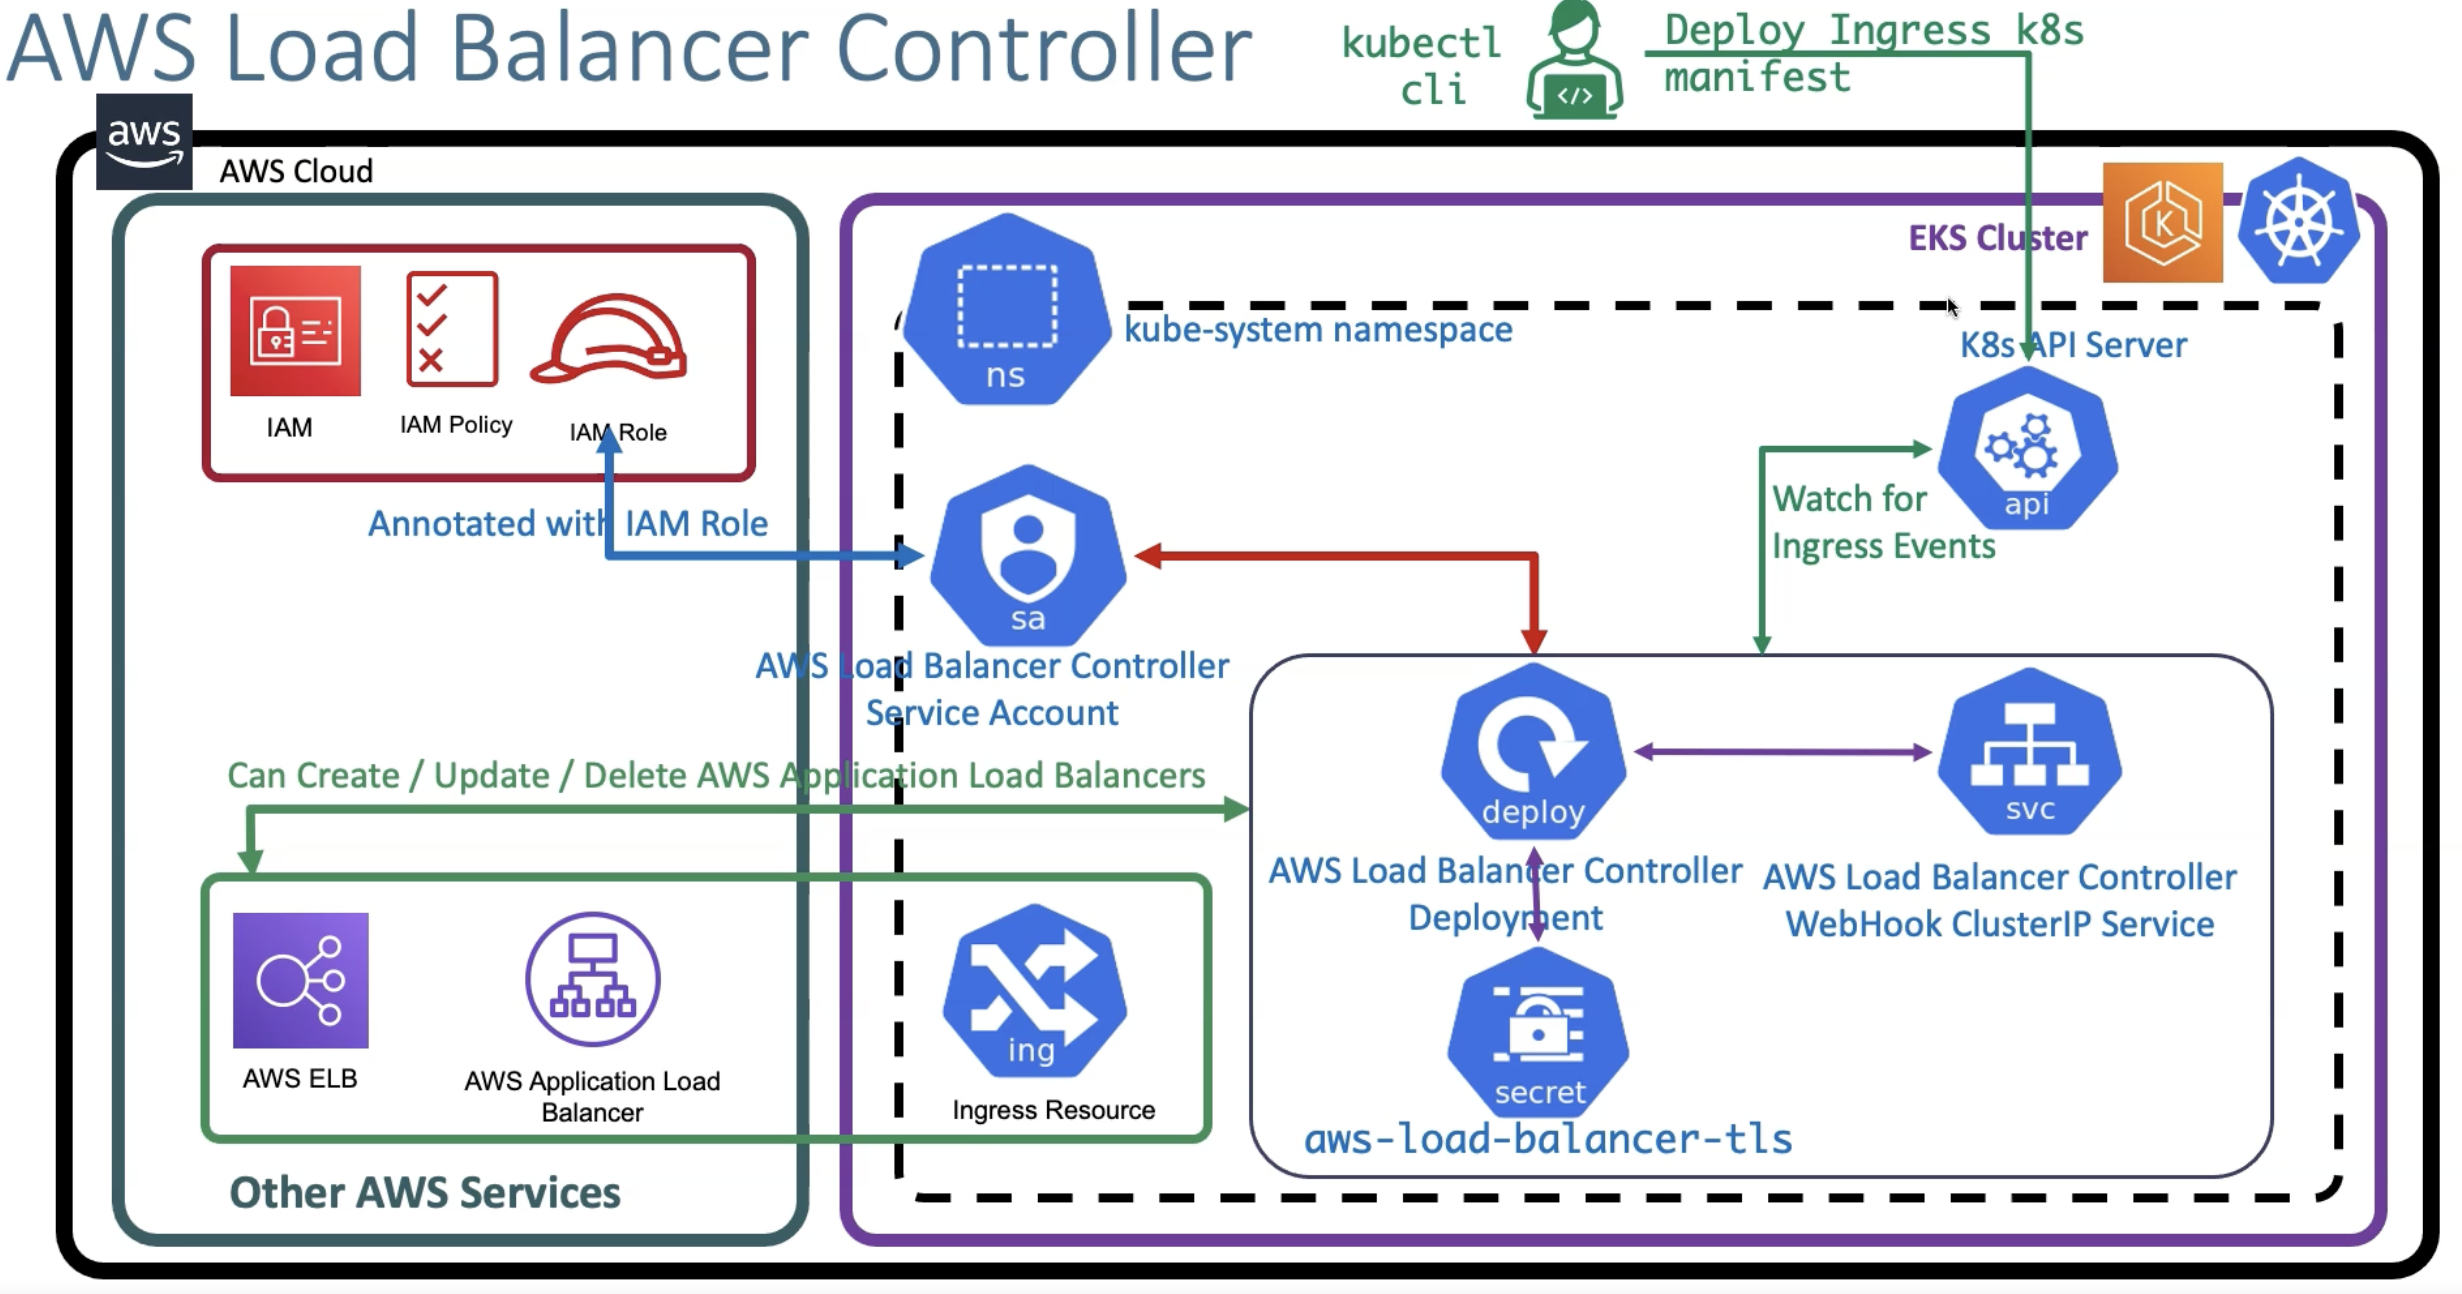 AWS Load Balancer Controller
kubectl
cli
</>
Deploy Ingress k8s
manifest
aws
AWS Cloud
EKS Cluster
K
IAM
IAM Policy
IAM Role
Annotated with IAM Role
ns
kube-system namespace
K8s API Server
api
Watch for
Ingress Events
sa
AWS Load Balancer Controller
Service Account
Can Create / Update / Delete AWS Application Load Balancers
deploy
AWS Load Balancer Controller
Deployment
svc
AWS Load Balancer Controller
WebHook ClusterIP Service
secret
aws-load-balancer-tls
AWS ELB
AWS Application Load
Balancer
ing
Ingress Resource
Other AWS Services